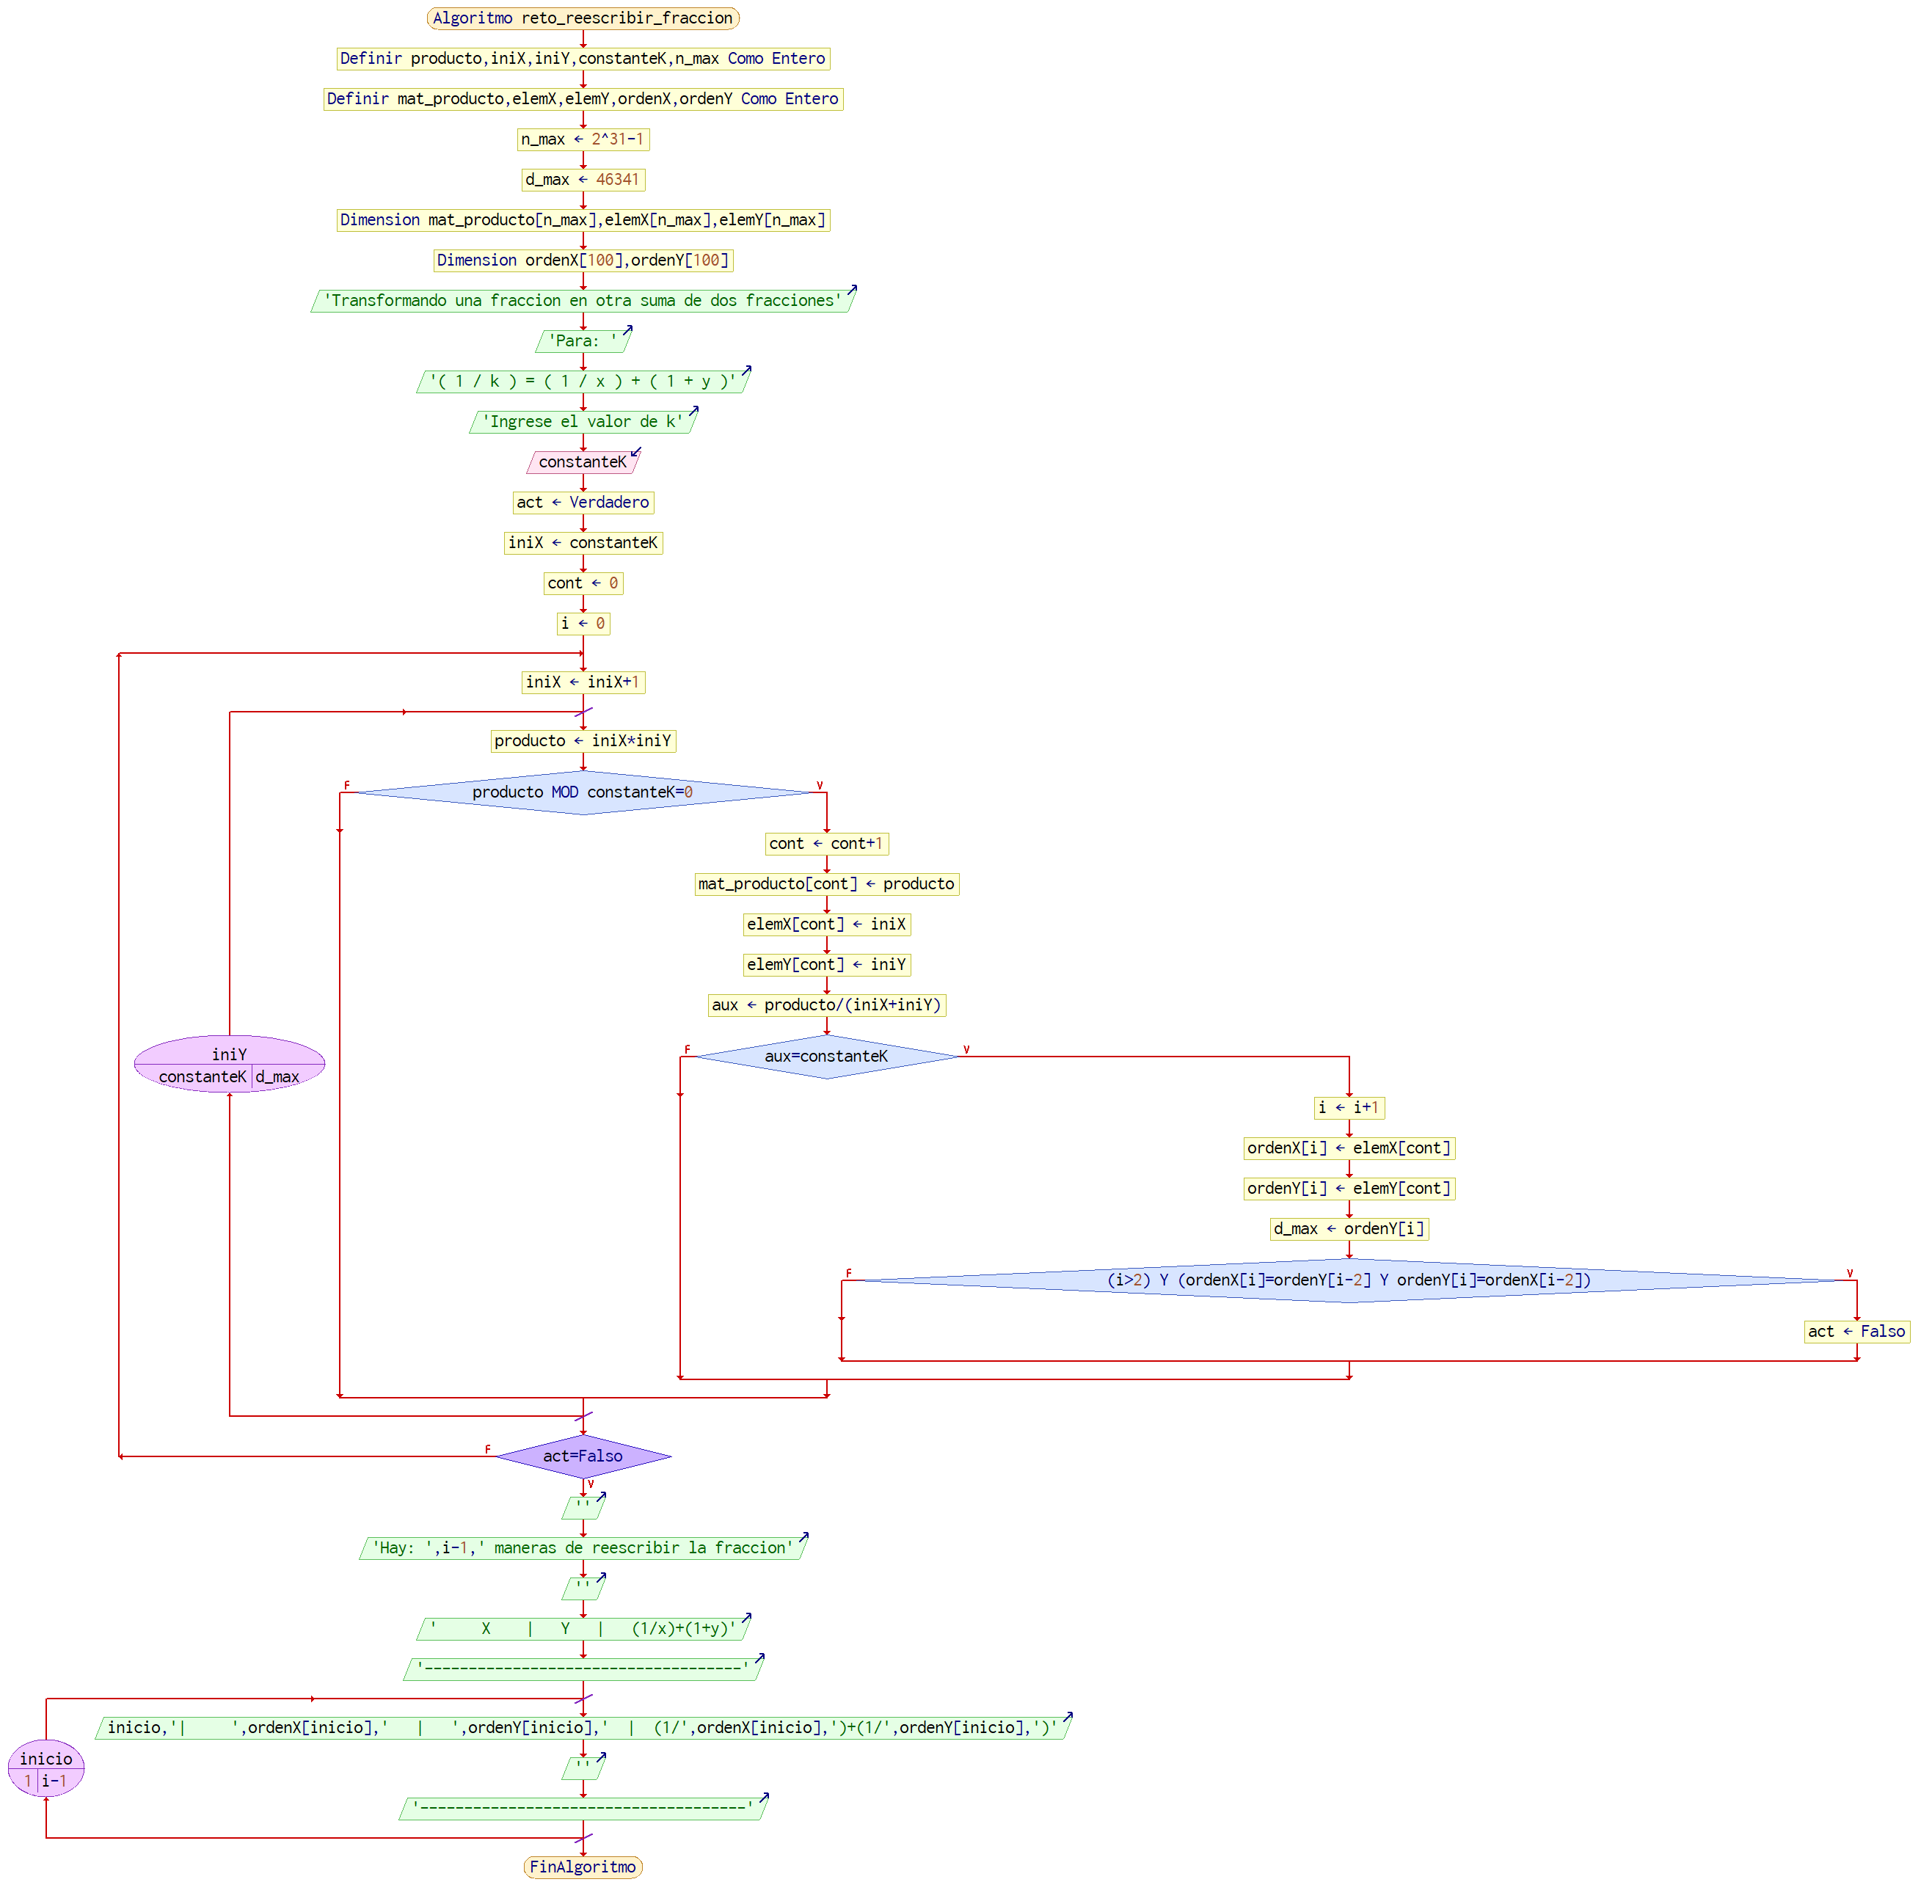 Algoritmo reto_reescribir_fraccion
Definir producto,iniX,iniY,constanteK,n_max Como Entero
Definir mat_producto,elemX,elemY,ordenX,ordenY Como Entero
n_max ← 2^31-1
d_max ← 46341
Dimension mat_producto[n_max],elemX[n_max],elemY[n_max]
Dimension ordenX[100],ordenY[100]
'Transformando una fraccion en otra suma de dos fracciones'
'Para: '
'( 1 / k ) = ( 1 / x ) + ( 1 + y )'
'Ingrese el valor de k'
constanteK
act ← Verdadero
iniX ← constanteK
cont ← 0
i ← 0
iniX ← iniX+1
producto ← iniX*iniY
F
V
producto MOD constanteK=0
cont ← cont+1
mat_producto[cont] ← producto
elemX[cont] ← iniX
elemY[cont] ← iniY
aux ← producto/(iniX+iniY)
iniY
constanteK d_max
F
V
aux=constanteK
i ← i+1
ordenX[i] ← elemX[cont]
ordenY[i] ← elemY[cont]
d_max ← ordenY[i]
F
V
(i>2) Y (ordenX[i]=ordenY[i-2] Y ordenY[i]=ordenX[i-2])
act ← Falso
F
act=Falso
V
''
'Hay: ',i-1,' maneras de reescribir la fraccion'
''
'     X    |   Y   |   (1/x)+(1+y)'
'------------------------------------'
inicio,'|     ',ordenX[inicio],'   |   ',ordenY[inicio],'  |  (1/',ordenX[inicio],')+(1/',ordenY[inicio],')'
inicio
1 i-1
''
'-------------------------------------'
FinAlgoritmo